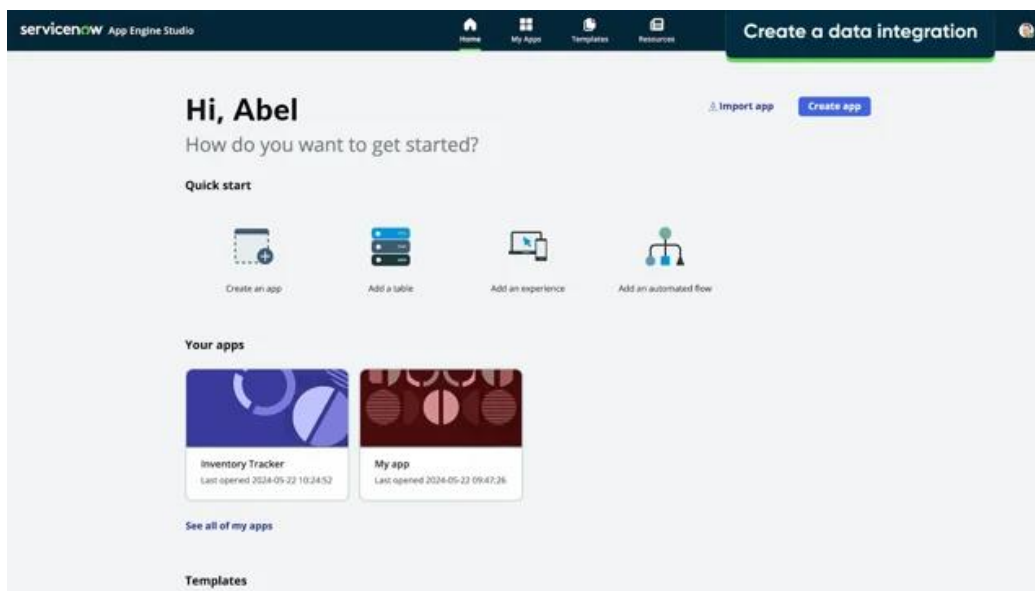 servicenow App Engine Studio
Home
My Apps
Templates
Resources
Create a data integration
Hi, Abel
Import app
Create app
How do you want to get started?
Quick start
Create an app
Add a table
Add an experience
Add an automated flow
Your apps
Inventory Tracker
Last opened 2024-05-22 10:24:52
My app
Last opened 2024-05-22 09:47:26
See all of my apps
Templates